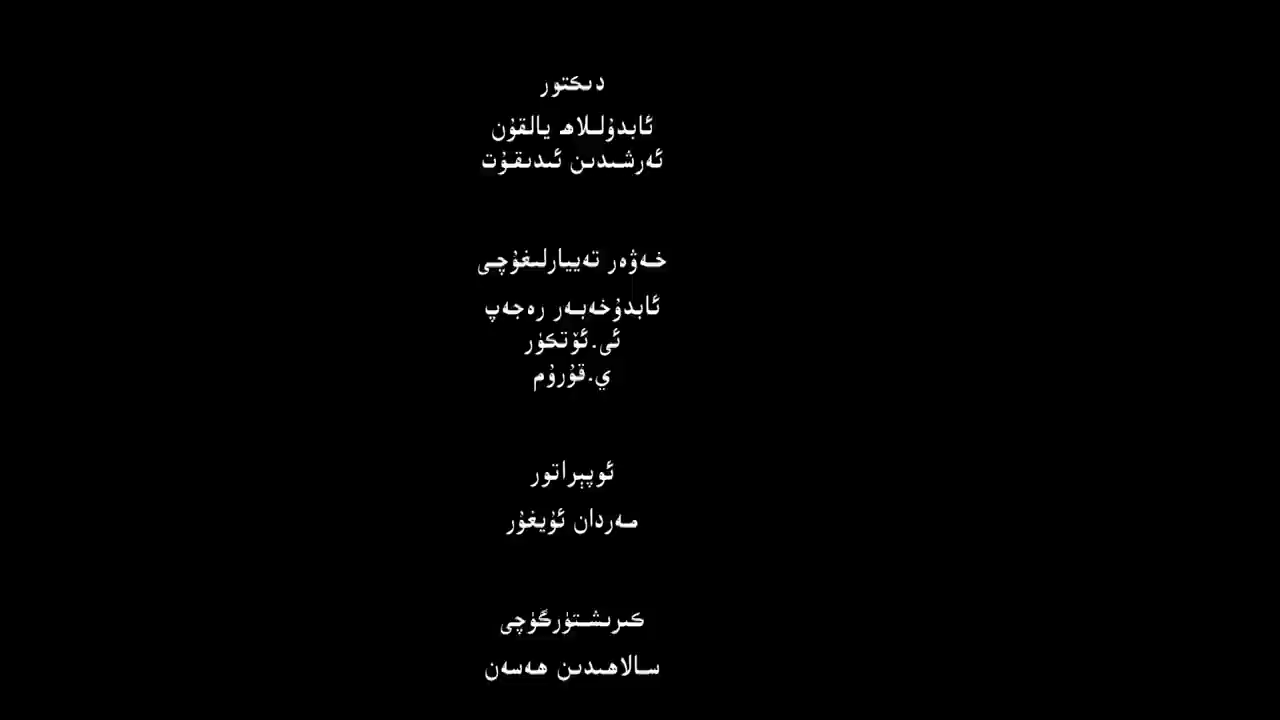 دىكتور
ئابدۇللاھ يالقۇن
ئەرشىدىن ئىدىقۇت
خەۋەر تەييارلىغۇچى
ئابدۇخەبەر رەجەپ
ئى.ئۆتكۈر
ي.قۇرۇم
ئوپېراتور
مەردان ئۇيغۇر
كىرىشتۈرگۈچى
سالاھىدىن ھەسەن